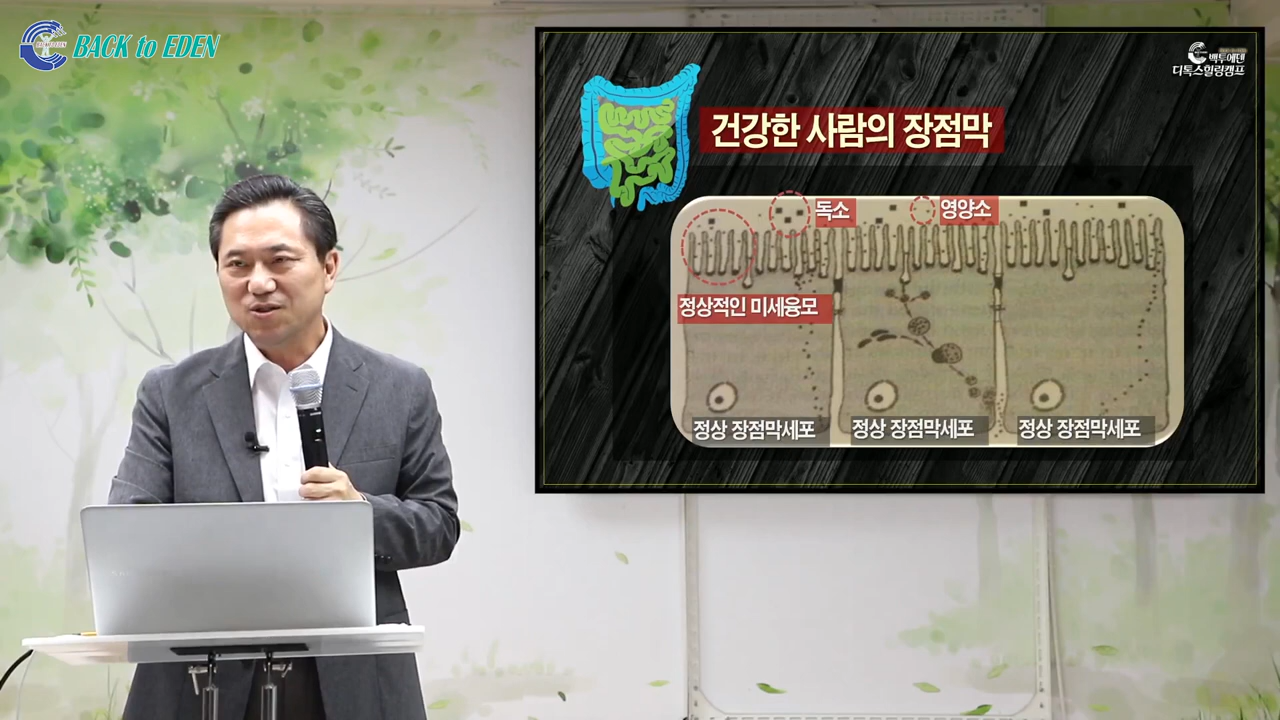 BACK to EDEN
백투에덴
디톡스힐링캠프
건강한 사람의 장점막
독소
영양소
정상적인 미세융모
정상 장점막세포
정상 장점막세포
정상 장점막세포